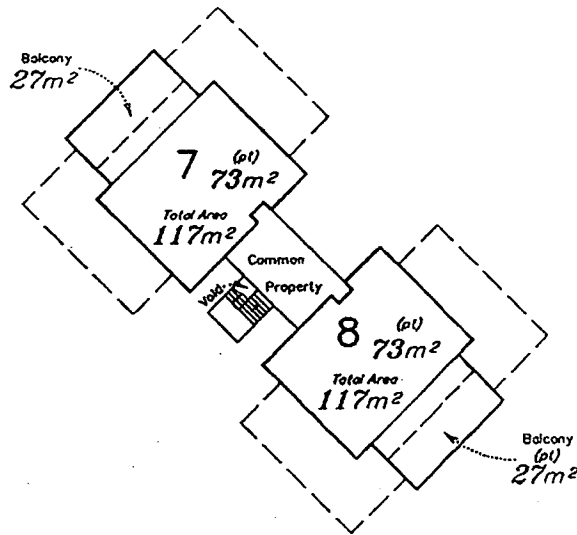 Balcony
27m²
7
(pt)
73m²
Total Area
117m²
Common
Property
Void
8
(pt)
73m²
Total Area
117m²
Balcony
(pt)
27m²